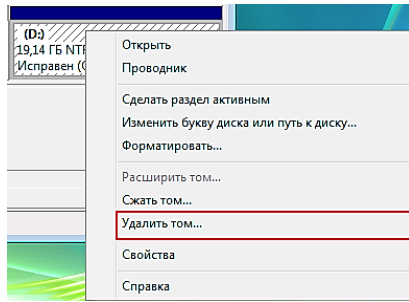 (D:)
19,14 ГБ NTF
Исправен (
Открыть
Проводник
Сделать раздел активным
Изменить букву диска или путь к диску...
Форматировать...
Расширить том...
Сжать том...
Удалить том...
Свойства
Справка